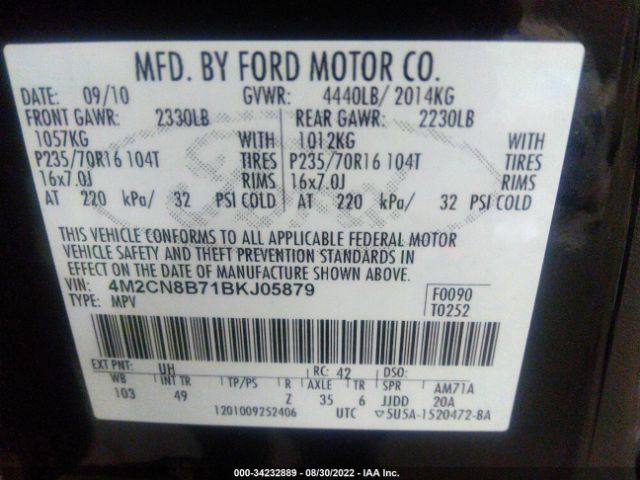 MFD. BY FORD MOTOR CO.
DATE: 09/10 GVWR: 4440LB/ 2014KG
FRONT GAWR: 2330LB REAR GAWR: 2230LB
1057KG WITH 1012KG WITH
P235/70R16 104T TIRES P235/70R16 104T TIRES
16x7.0J RIMS 16x7.0J RIMS
AT 220 kPa/ 32 PSI COLD AT 220 kPa/ 32 PSI COLD
THIS VEHICLE CONFORMS TO ALL APPLICABLE FEDERAL MOTOR
VEHICLE SAFETY AND THEFT PREVENTION STANDARDS IN
EFFECT ON THE DATE OF MANUFACTURE SHOWN ABOVE.
VIN: 4M2CN8B71BKJ05879 F0090
TYPE: MPV T0252
EXT PNT: UH RC: 42 DSO:
WB INT TR TP/PS R AXLE TR SPR AM71A
103 49 Z 35 6 JJDD 20A
1201009252406 UTC ▽5U5A-1520472-BA
000-34232889 - 08/30/2022 - IAA Inc.